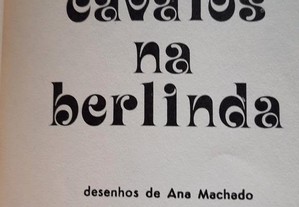 cavalos
na
berlinda
desenhos de Ana Machado